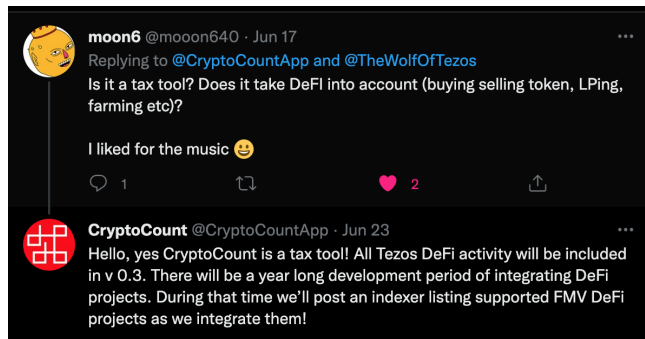 moon6 @mooon640 · Jun 17
Replying to @CryptoCountApp and @TheWolfOfTezos
Is it a tax tool? Does it take DeFI into account (buying selling token, LPing,
farming etc)?
I liked for the music 😀
1 2
CryptoCount @CryptoCountApp · Jun 23
Hello, yes CryptoCount is a tax tool! All Tezos DeFi activity will be included
in v 0.3. There will be a year long development period of integrating DeFi
projects. During that time we’ll post an indexer listing supported FMV DeFi
projects as we integrate them!